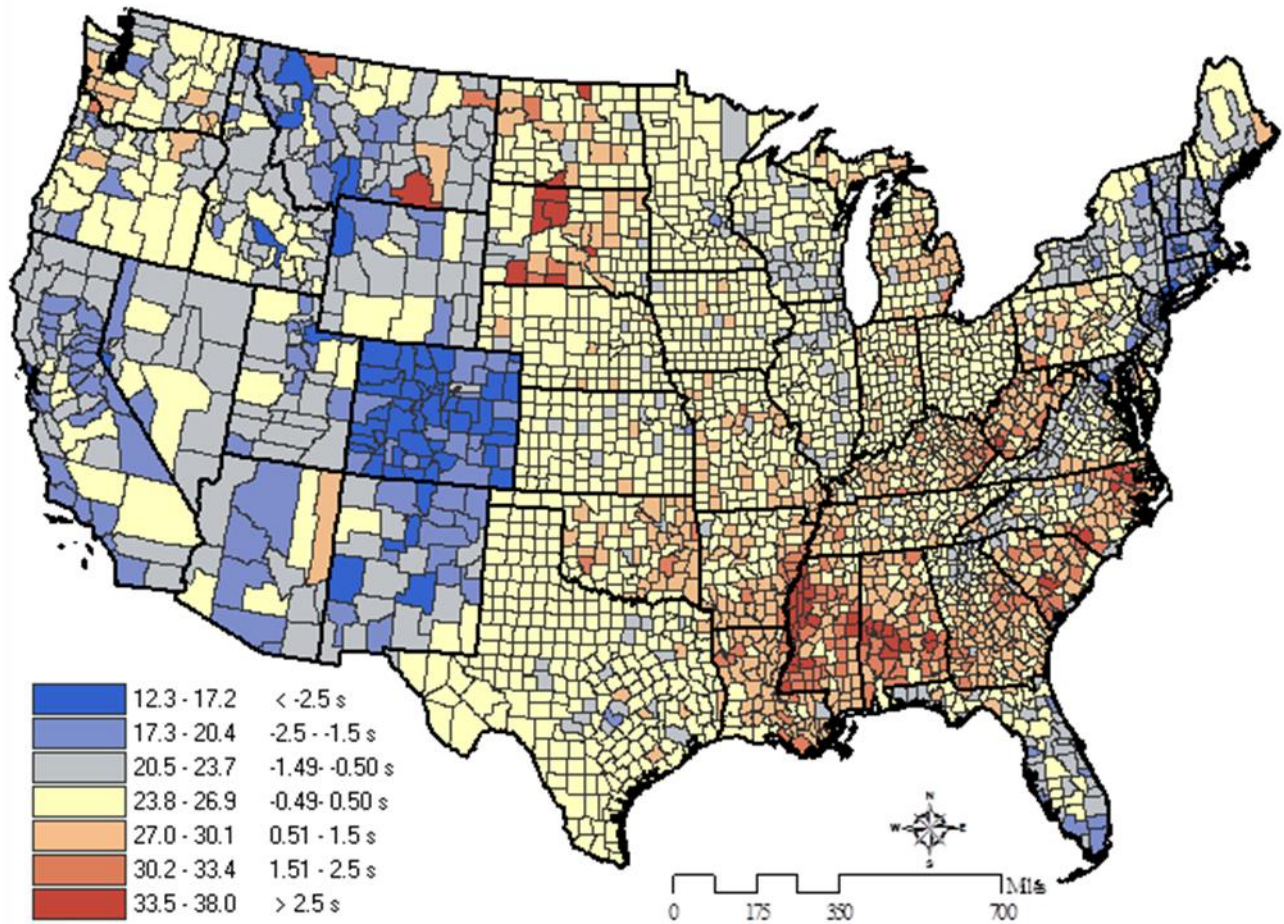 12.3 - 17.2 < -2.5 s
17.3 - 20.4 -2.5 - -1.5 s
20.5 - 23.7 -1.49- -0.50 s
23.8 - 26.9 -0.49- 0.50 s
27.0 - 30.1 0.51 - 1.5 s
30.2 - 33.4 1.51 - 2.5 s
33.5 - 38.0 > 2.5 s
N
W E
S
Miles
0 175 350 700